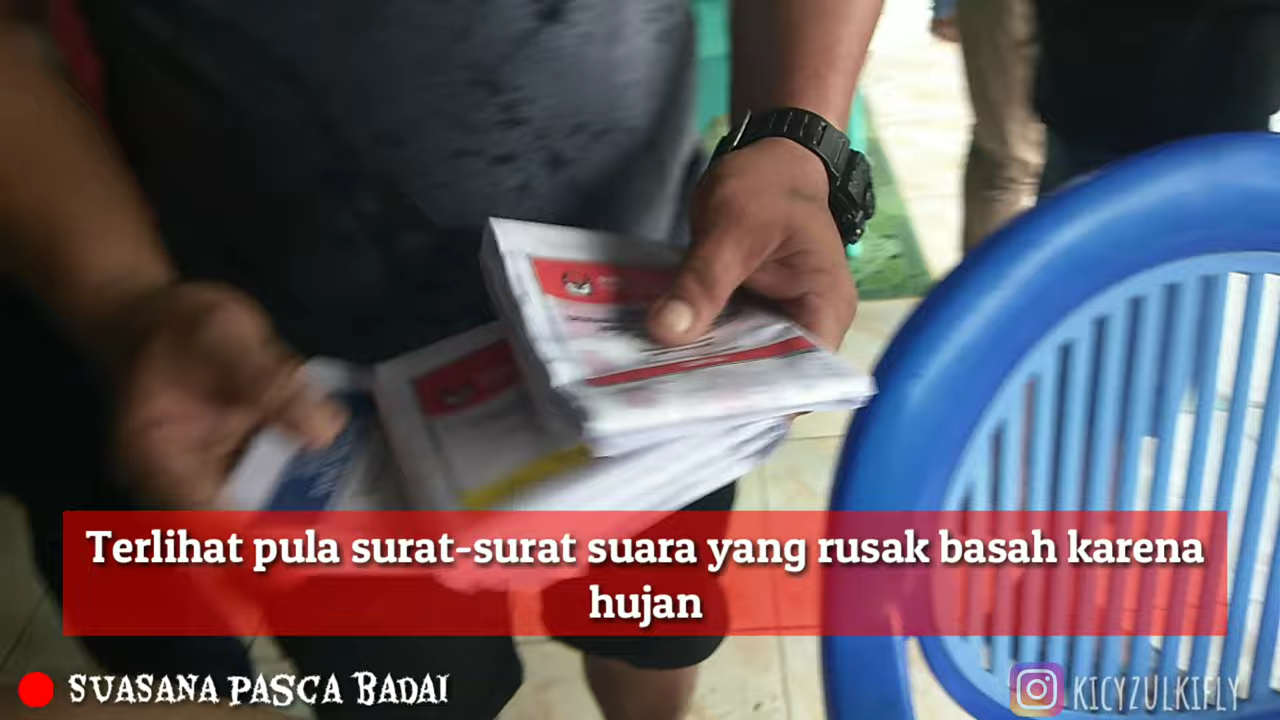 Terlihat pula surat-surat suara yang rusak basah karena
hujan
SUASANA PASCA BADAI
KICYZULKIFLY